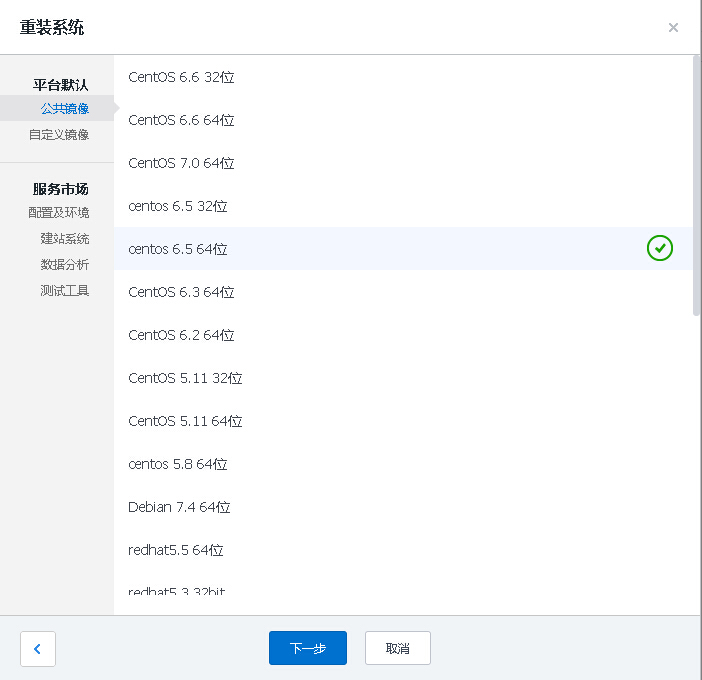 重装系统
平台默认
公共镜像
自定义镜像
服务市场
配置及环境
建站系统
数据分析
测试工具
CentOS 6.6 32位
CentOS 6.6 64位
CentOS 7.0 64位
centos 6.5 32位
centos 6.5 64位
CentOS 6.3 64位
CentOS 6.2 64位
CentOS 5.11 32位
CentOS 5.11 64位
centos 5.8 64位
Debian 7.4 64位
redhat5.5 64位
redhat5.3 32bit
下一步
取消